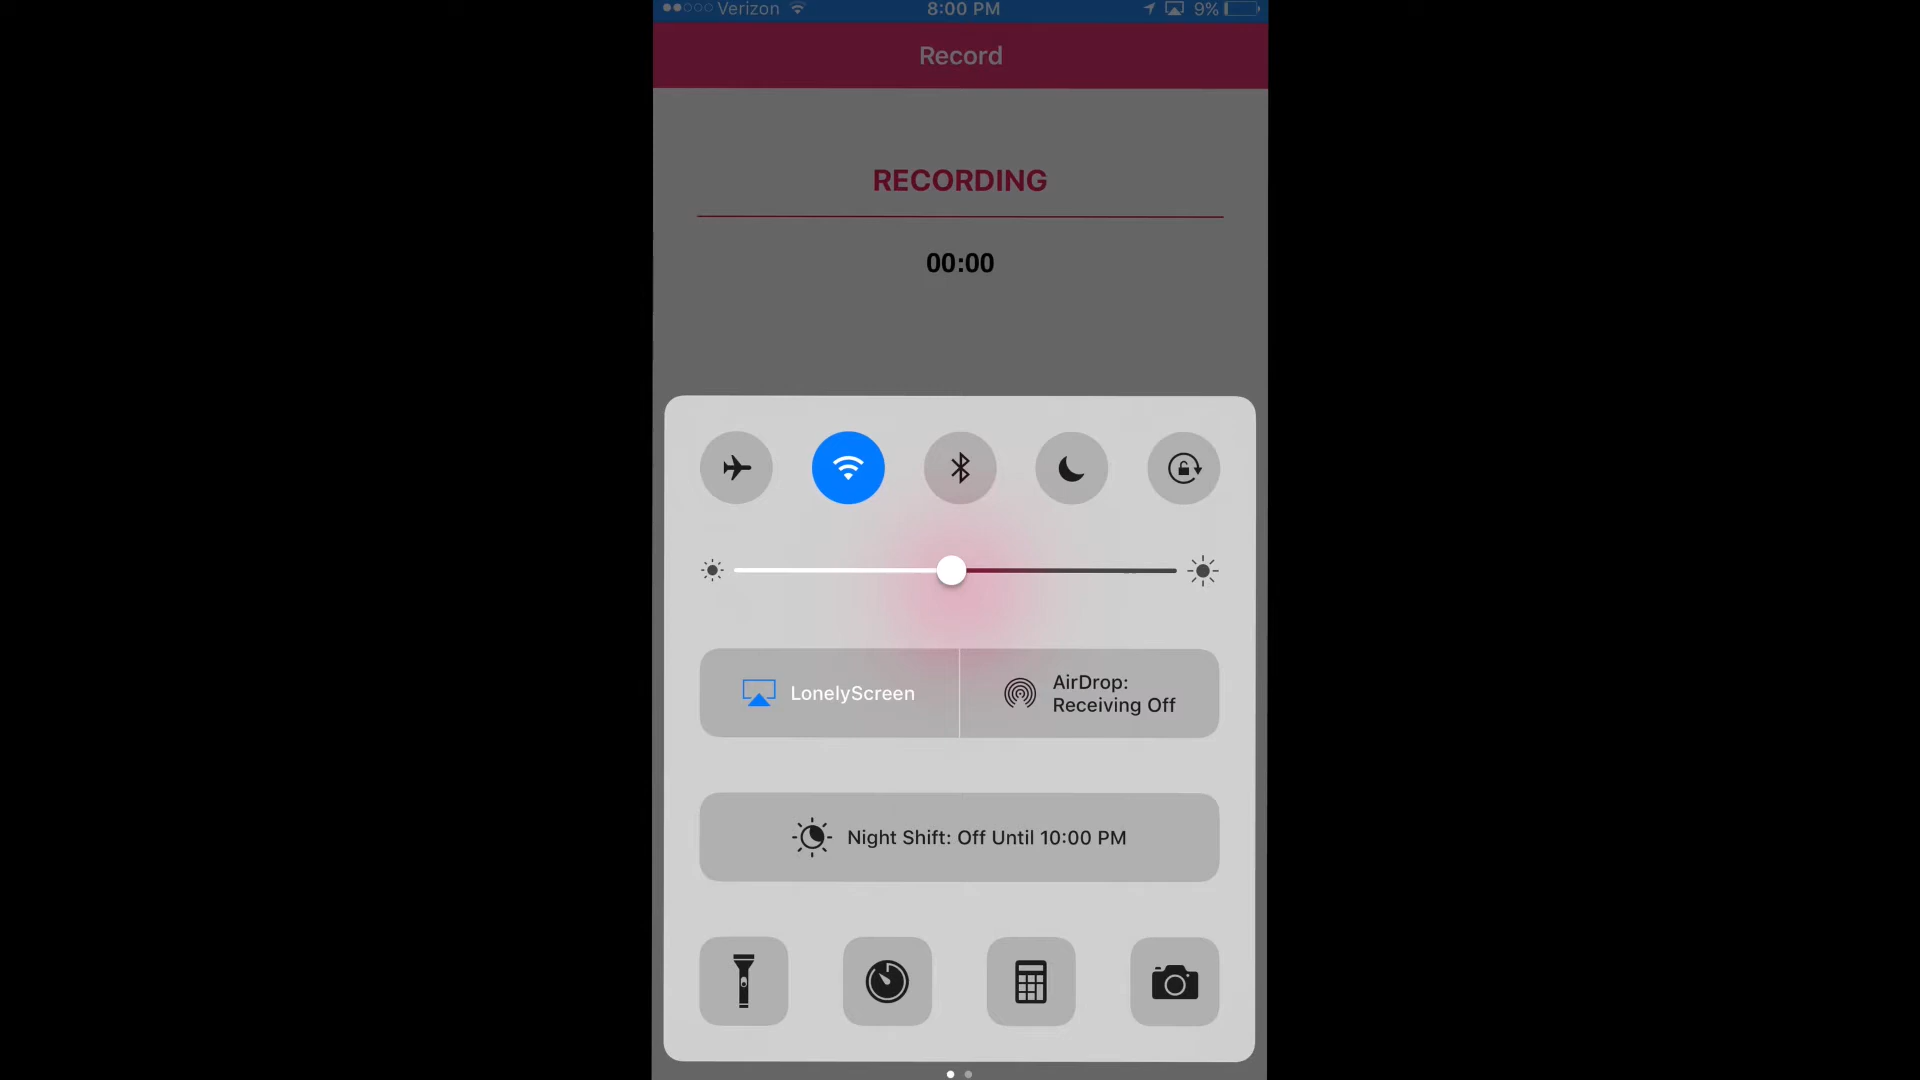 Verizon 8:00 PM 9%
Record
RECORDING
00:00
LonelyScreen
AirDrop:
Receiving Off
Night Shift: Off Until 10:00 PM